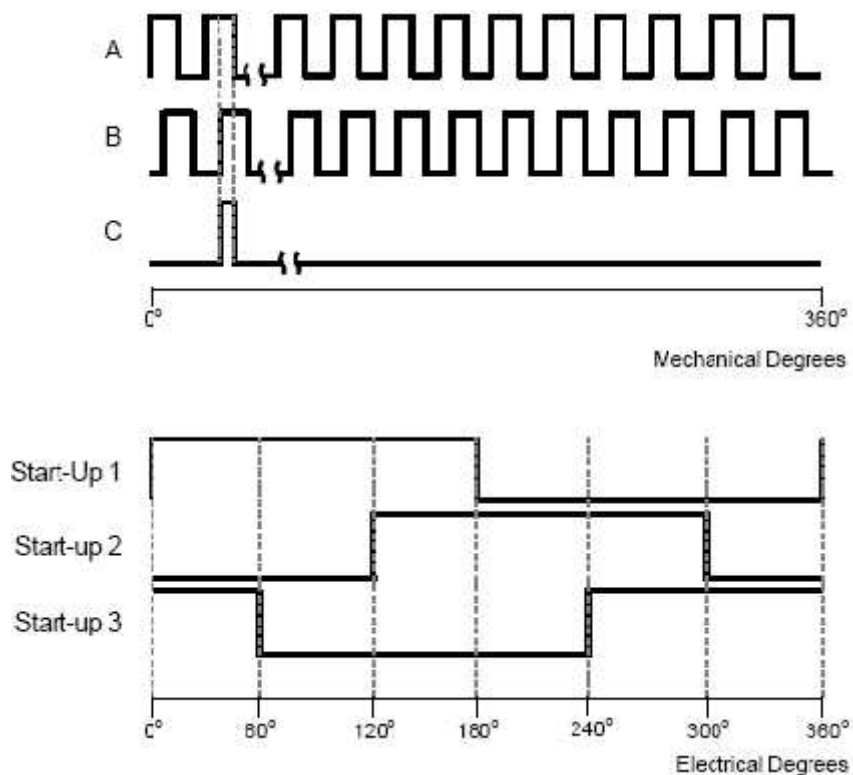 A
B
C
0° 360°
Mechanical Degrees
Start-Up 1
Start-up 2
Start-up 3
0° 60° 120° 180° 240° 300° 360°
Electrical Degrees